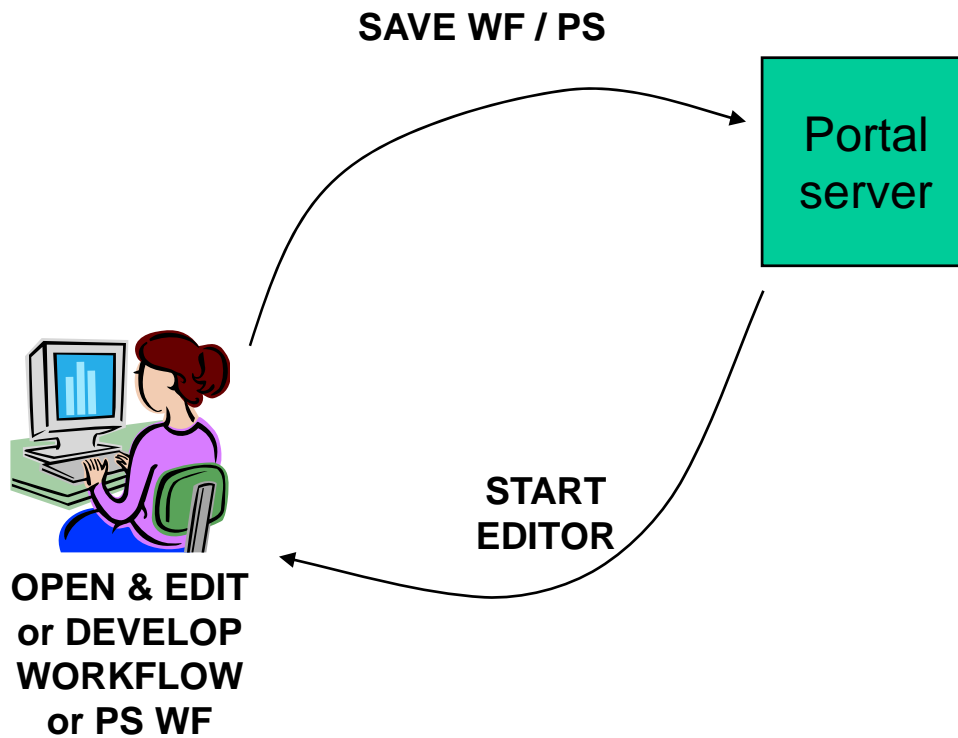 SAVE WF / PS
Portal
server
START
EDITOR
OPEN & EDIT
or DEVELOP
WORKFLOW
or PS WF